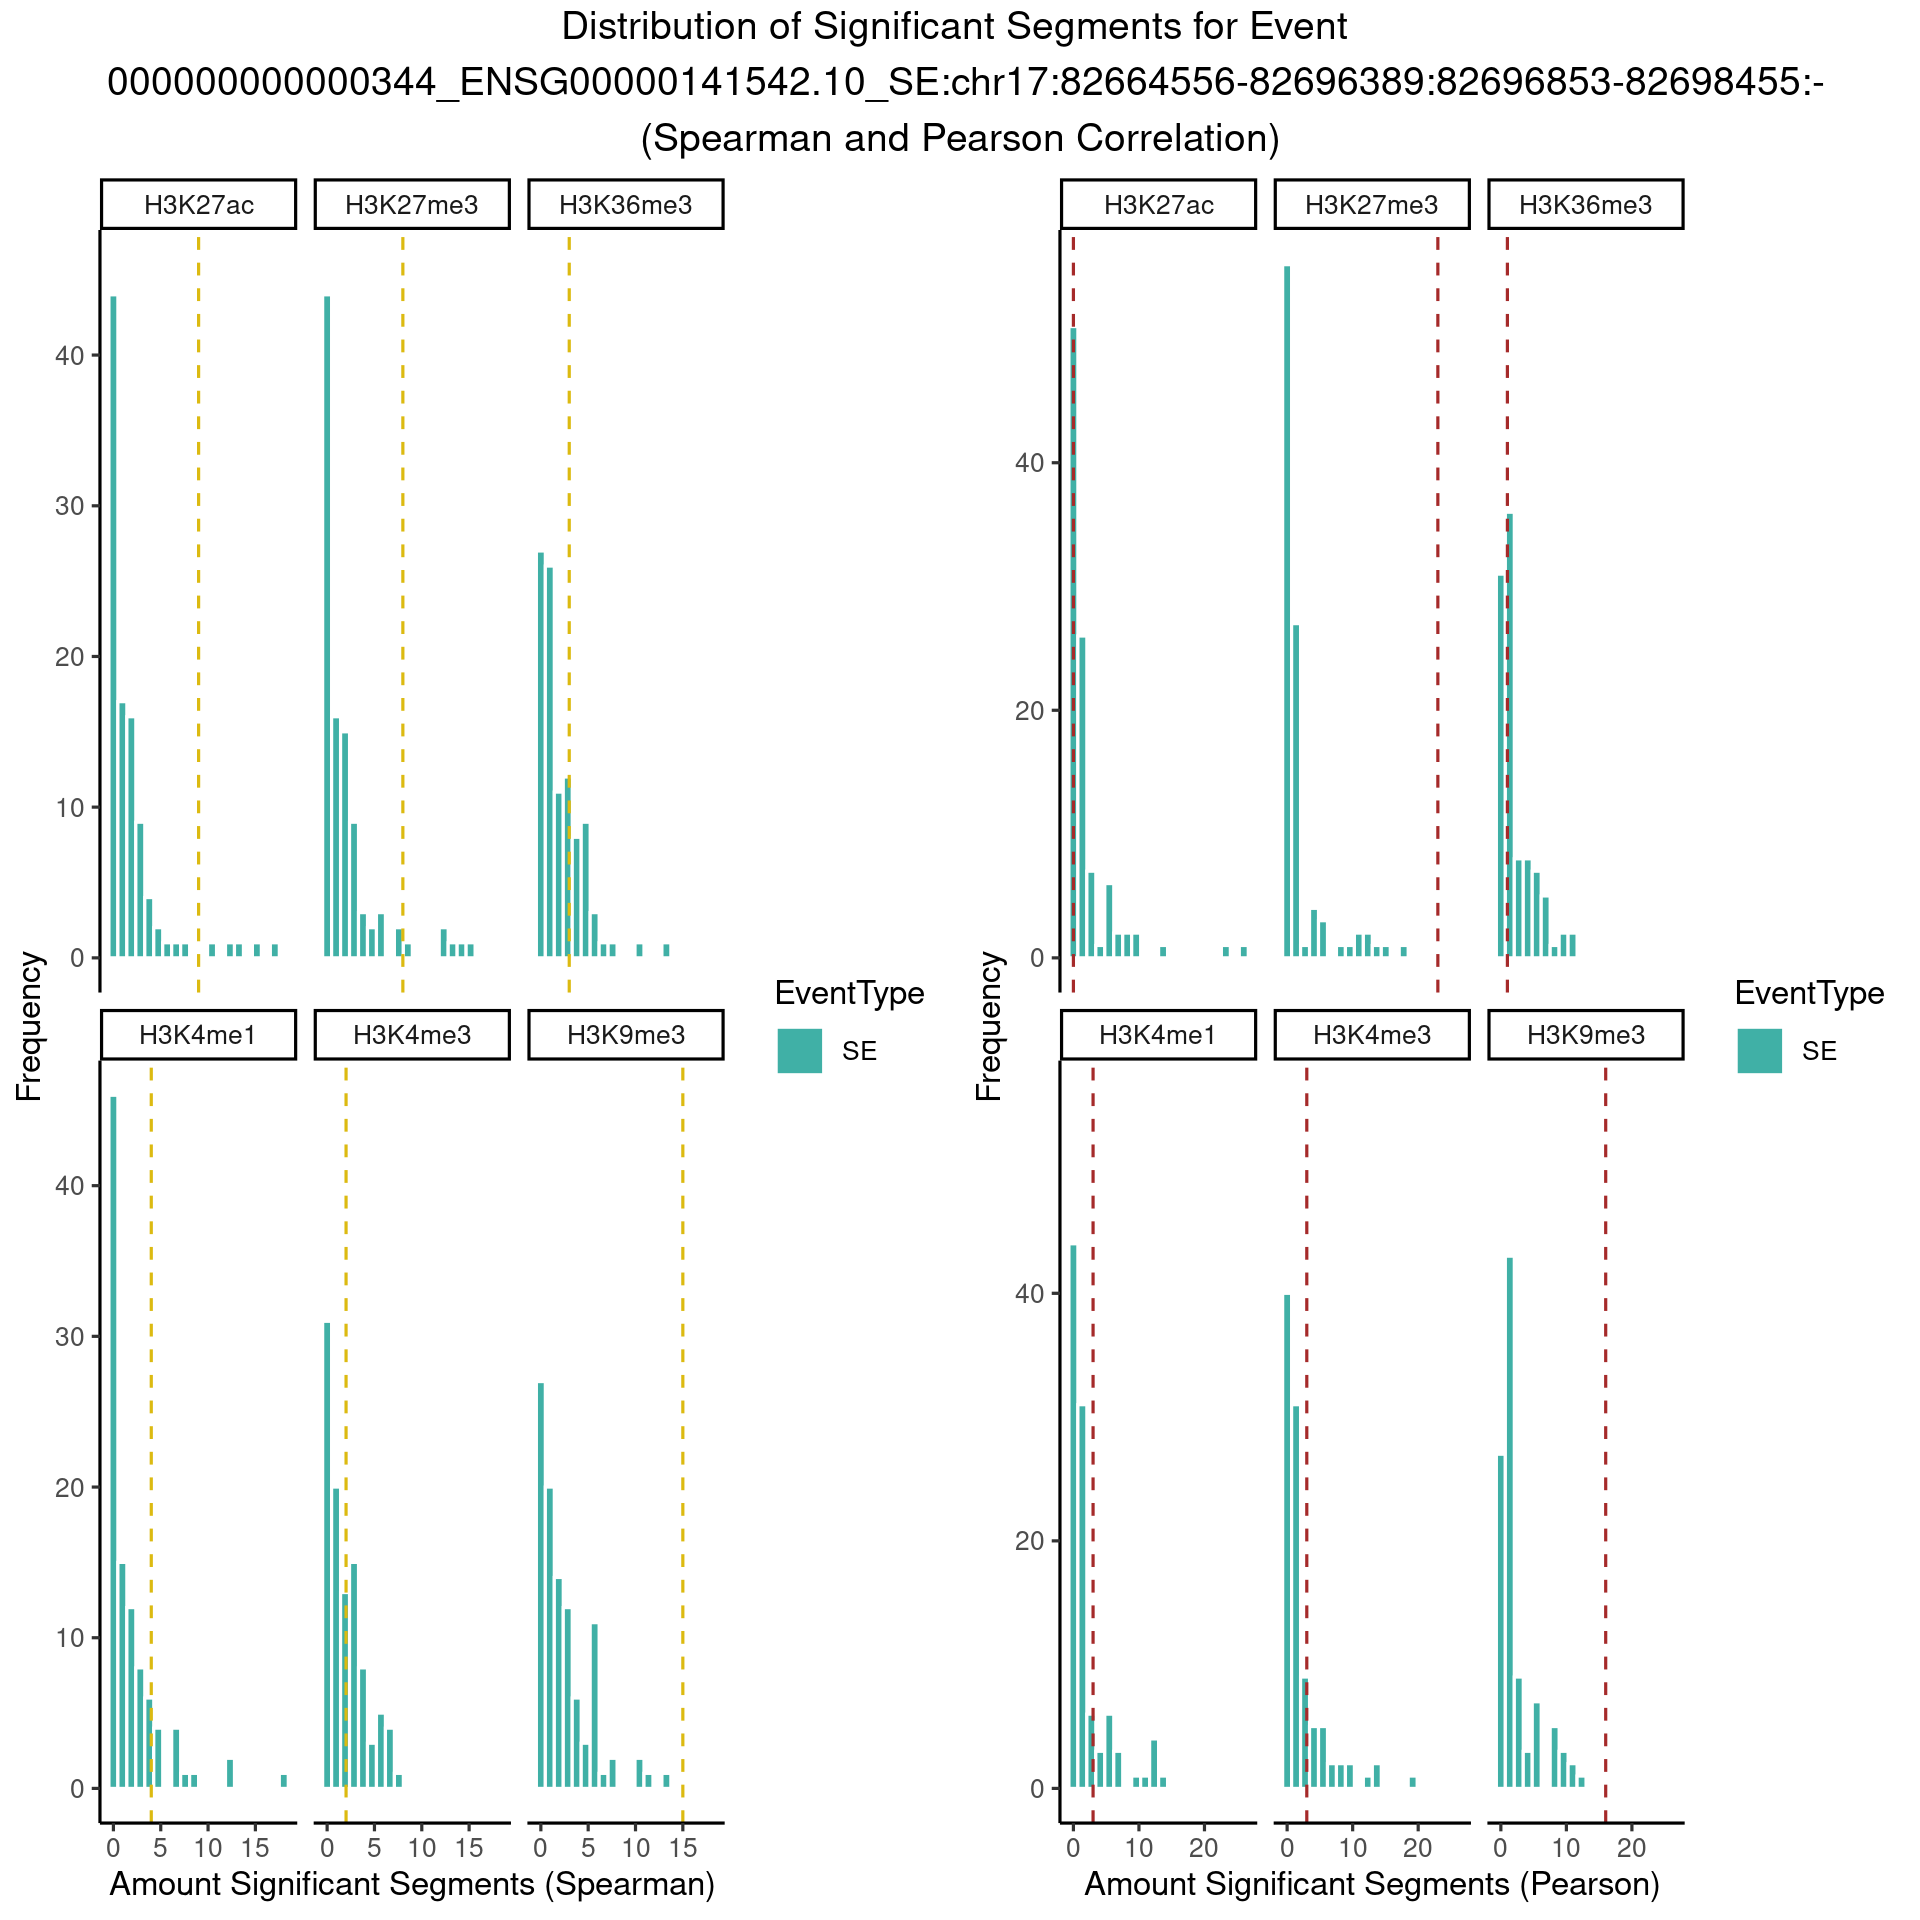 Distribution of Significant Segments for Event
000000000000344_ENSG00000141542.10_SE:chr17:82664556-82696389:82696853-82698455:-
(Spearman and Pearson Correlation)
H3K27ac
H3K27me3
H3K36me3
40
30
20
10
0
H3K4me1
H3K4me3
H3K9me3
40
30
20
10
0
0 5 10 15
0 5 10 15
0 5 10 15
Frequency
Amount Significant Segments (Spearman)
EventType
SE
H3K27ac
H3K27me3
H3K36me3
40
20
0
H3K4me1
H3K4me3
H3K9me3
40
20
0
0 10 20
0 10 20
0 10 20
Frequency
Amount Significant Segments (Pearson)
EventType
SE